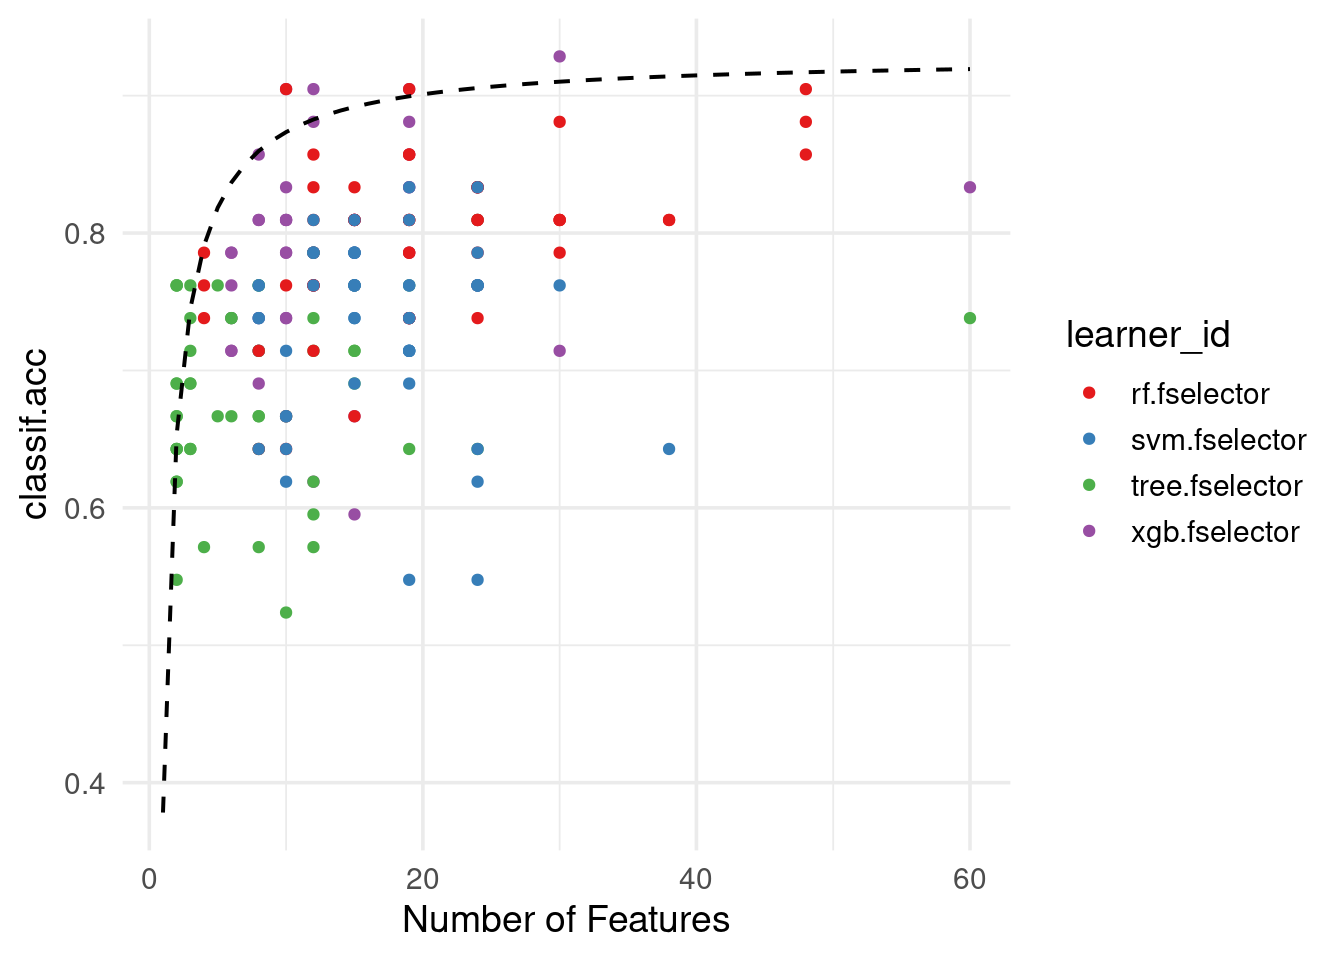 0.8
0.6
0.4
classif.acc
0 20 40 60
Number of Features
learner_id
rf.fselector
svm.fselector
tree.fselector
xgb.fselector